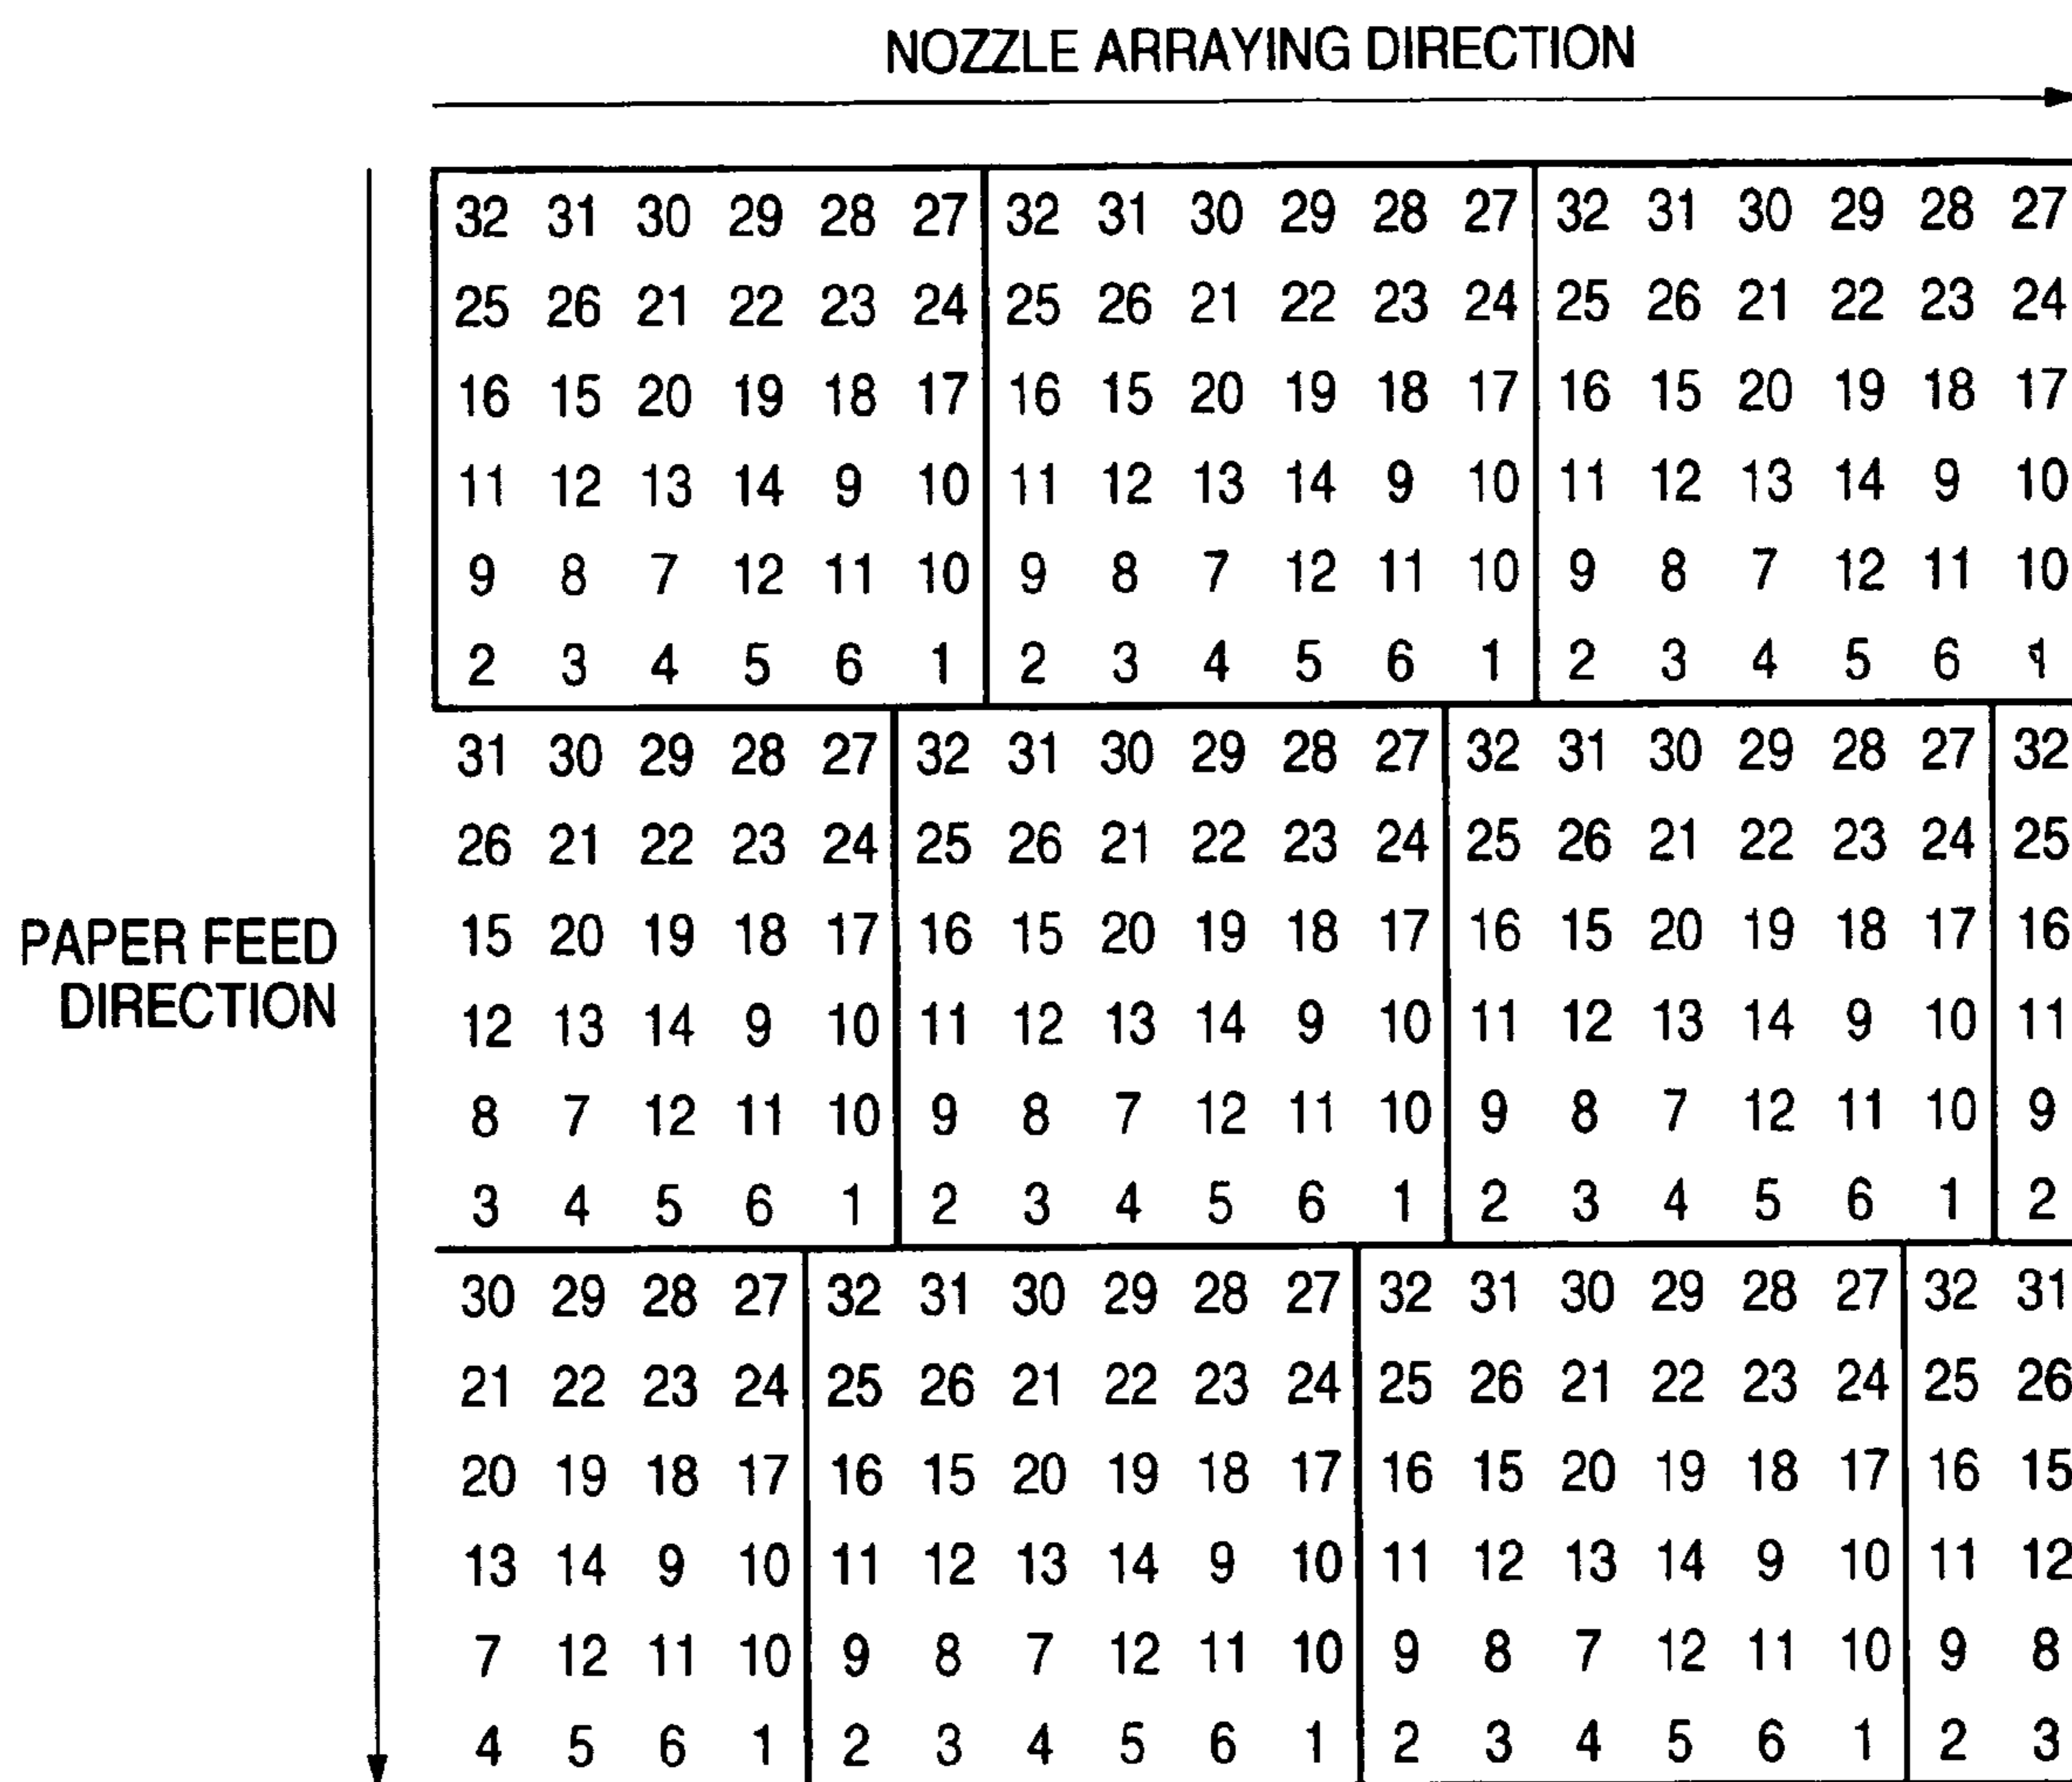 NOZZLE ARRAYING DIRECTION
32 31 30 29 28 27 32 31 30 29 28 27 32 31 30 29 28 27
25 26 21 22 23 24 25 26 21 22 23 24 25 26 21 22 23 24
16 15 20 19 18 17 16 15 20 19 18 17 16 15 20 19 18 17
11 12 13 14 9 10 11 12 13 14 9 10 11 12 13 14 9 10
9 8 7 12 11 10 9 8 7 12 11 10 9 8 7 12 11 10
2 3 4 5 6 1 2 3 4 5 6 1 2 3 4 5 6 1
31 30 29 28 27 32 31 30 29 28 27 32 31 30 29 28 27 32
26 21 22 23 24 25 26 21 22 23 24 25 26 21 22 23 24 25
PAPER FEED
DIRECTION
15 20 19 18 17 16 15 20 19 18 17 16 15 20 19 18 17 16
12 13 14 9 10 11 12 13 14 9 10 11 12 13 14 9 10 11
8 7 12 11 10 9 8 7 12 11 10 9 8 7 12 11 10 9
3 4 5 6 1 2 3 4 5 6 1 2 3 4 5 6 1 2
30 29 28 27 32 31 30 29 28 27 32 31 30 29 28 27 32 31
21 22 23 24 25 26 21 22 23 24 25 26 21 22 23 24 25 26
20 19 18 17 16 15 20 19 18 17 16 15 20 19 18 17 16 15
13 14 9 10 11 12 13 14 9 10 11 12 13 14 9 10 11 12
7 12 11 10 9 8 7 12 11 10 9 8 7 12 11 10 9 8
4 5 6 1 2 3 4 5 6 1 2 3 4 5 6 1 2 3